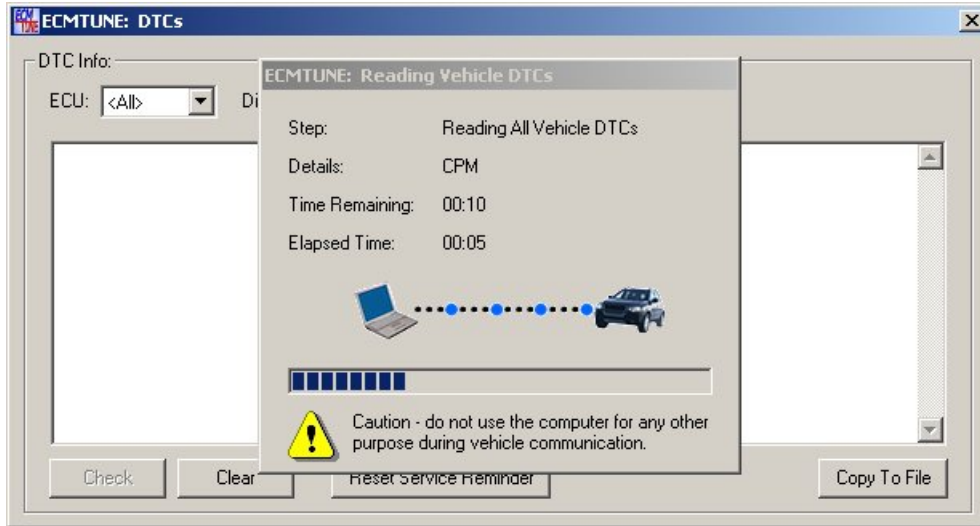 ECM TUNE ECMTUNE: DTCs
DTC Info:
ECU: <All> Di
ECMTUNE: Reading Vehicle DTCs
Step: Reading All Vehicle DTCs
Details: CPM
Time Remaining: 00:10
Elapsed Time: 00:05
Caution - do not use the computer for any other
purpose during vehicle communication.
Check Clear Reset Service Reminder Copy To File